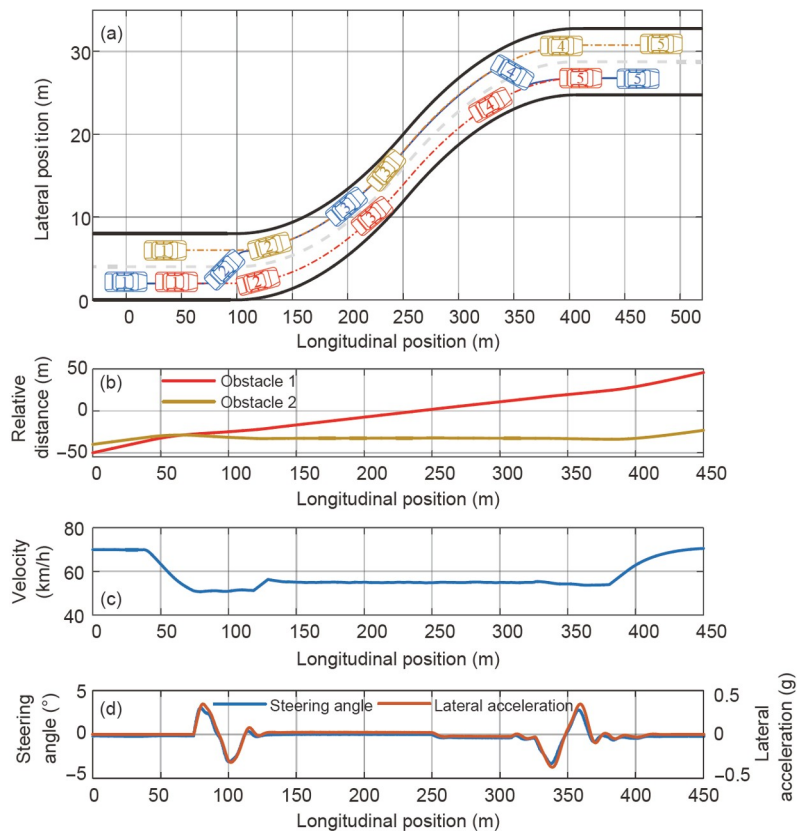 (a)
Lateral position (m)
30
20
10
0
2
2
2
3
3
3
4
4
4
5
5
5
0 50 100 150 200 250 300 350 400 450 500
Longitudinal position (m)
(b)
Obstacle 1
Obstacle 2
Relative
distance (m)
50
0
−50
0 50 100 150 200 250 300 350 400 450
Longitudinal position (m)
(c)
Velocity
(km/h)
80
60
40
0 50 100 150 200 250 300 350 400 450
Longitudinal position (m)
(d)
Steering angle Lateral acceleration
Steering
angle (°)
5
0
−5
0.5
0
−0.5
Lateral
acceleration (g)
0 50 100 150 200 250 300 350 400 450
Longitudinal position (m)